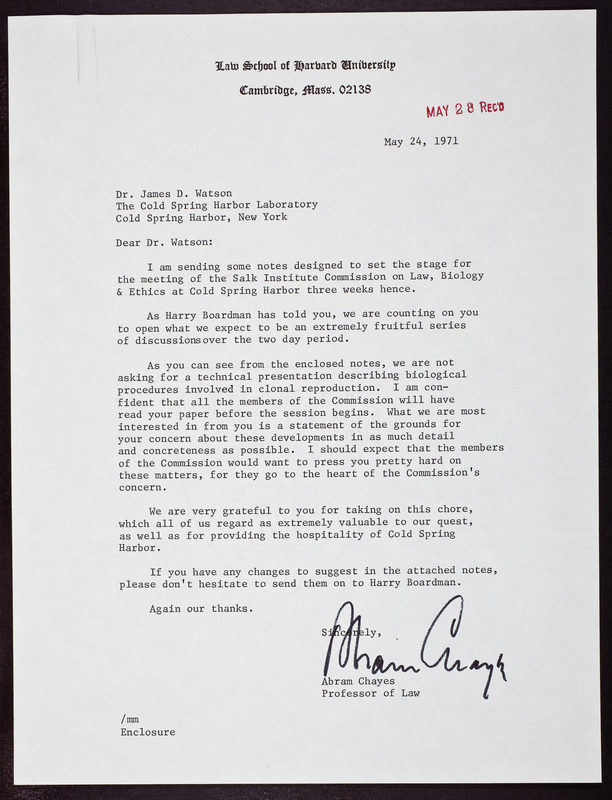 Law School of Harvard University
Cambridge, Mass. 02138
MAY 28 REC'D
May 24, 1971
Dr. James D. Watson
The Cold Spring Harbor Laboratory
Cold Spring Harbor, New York
Dear Dr. Watson:
I am sending some notes designed to set the stage for
the meeting of the Salk Institute Commission on Law, Biology
& Ethics at Cold Spring Harbor three weeks hence.
As Harry Boardman has told you, we are counting on you
to open what we expect to be an extremely fruitful series
of discussions over the two day period.
As you can see from the enclosed notes, we are not
asking for a technical presentation describing biological
procedures involved in clonal reproduction. I am con-
fident that all the members of the Commission will have
read your paper before the session begins. What we are most
interested in from you is a statement of the grounds for
your concern about these developments in as much detail
and concreteness as possible. I should expect that the members
of the Commission would want to press you pretty hard on
these matters, for they go to the heart of the Commission's
concern.
We are very grateful to you for taking on this chore,
which all of us regard as extremely valuable to our quest,
as well as for providing the hospitality of Cold Spring
Harbor.
If you have any changes to suggest in the attached notes,
please don't hesitate to send them on to Harry Boardman.
Again our thanks.
Sincerely,
Abram Chayes
Abram Chayes
Professor of Law
/mm
Enclosure